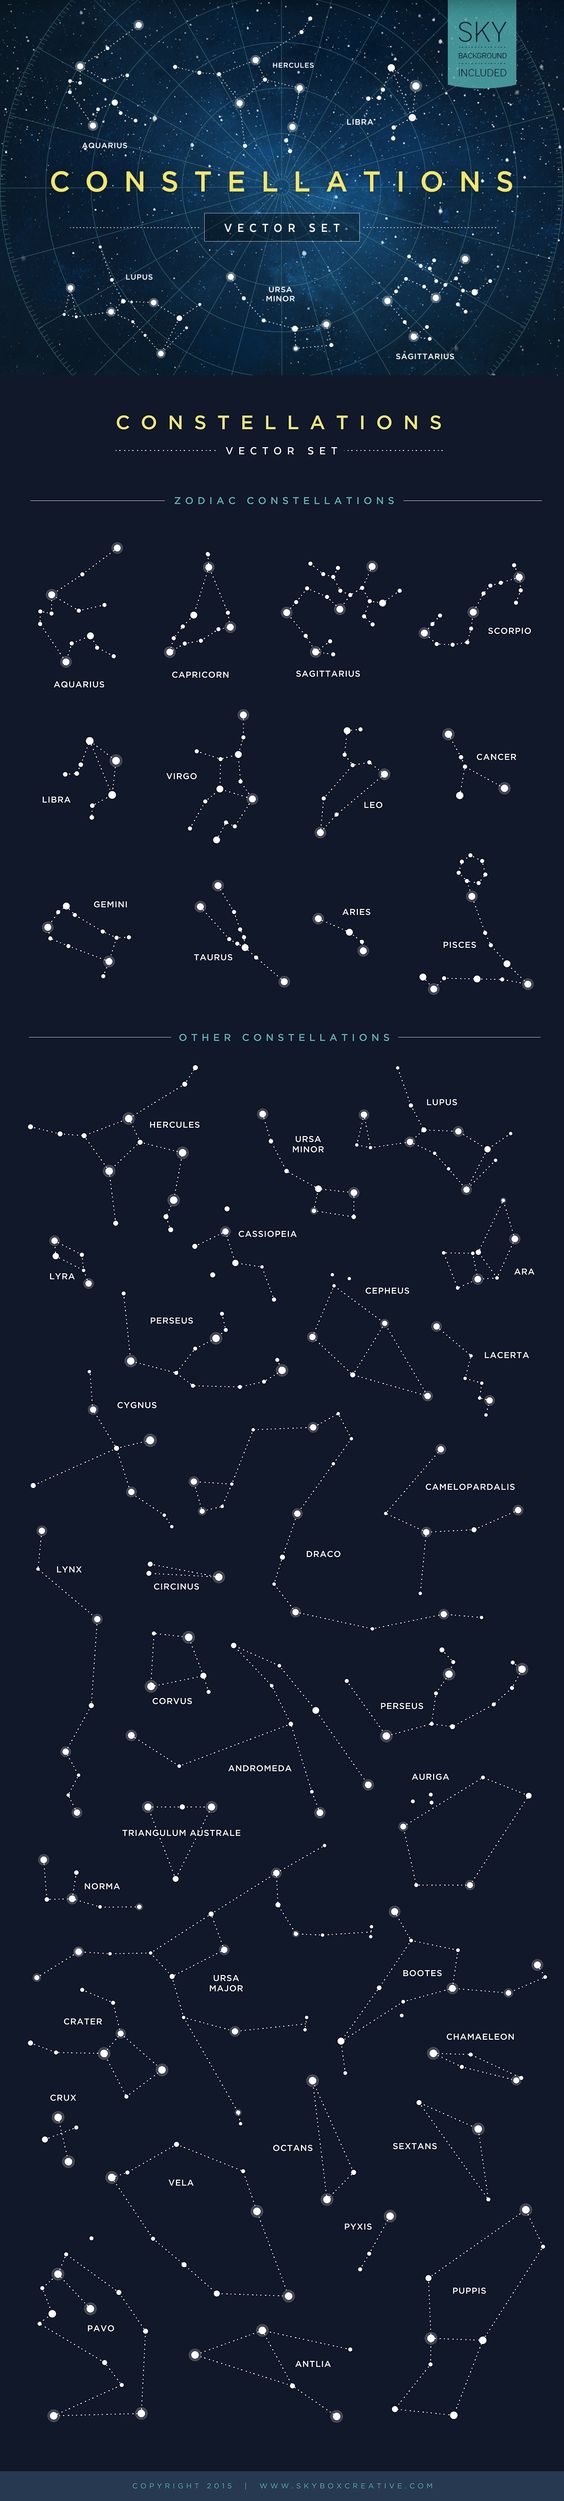 SKY
BACKGROUND
INCLUDED
HERCULES
LIBRA
AQUARIUS
CONSTELLATIONS
VECTOR SET
LUPUS
URSA
MINOR
SAGITTARIUS
CONSTELLATIONS
VECTOR SET
ZODIAC CONSTELLATIONS
AQUARIUS
CAPRICORN
SAGITTARIUS
SCORPIO
LIBRA
VIRGO
LEO
CANCER
GEMINI
TAURUS
ARIES
PISCES
OTHER CONSTELLATIONS
HERCULES
URSA
MINOR
LUPUS
LYRA
CASSIOPEIA
ARA
PERSEUS
CEPHEUS
LACERTA
CYGNUS
CAMELOPARDALIS
DRACO
LYNX
CIRCINUS
CORVUS
PERSEUS
ANDROMEDA
AURIGA
TRIANGULUM AUSTRALE
NORMA
URSA
MAJOR
BOOTES
CRATER
CHAMAELEON
CRUX
OCTANS
SEXTANS
VELA
PYXIS
PUPPIS
PAVO
ANTLIA
COPYRIGHT 2015 | WWW.SKYBOXCREATIVE.COM